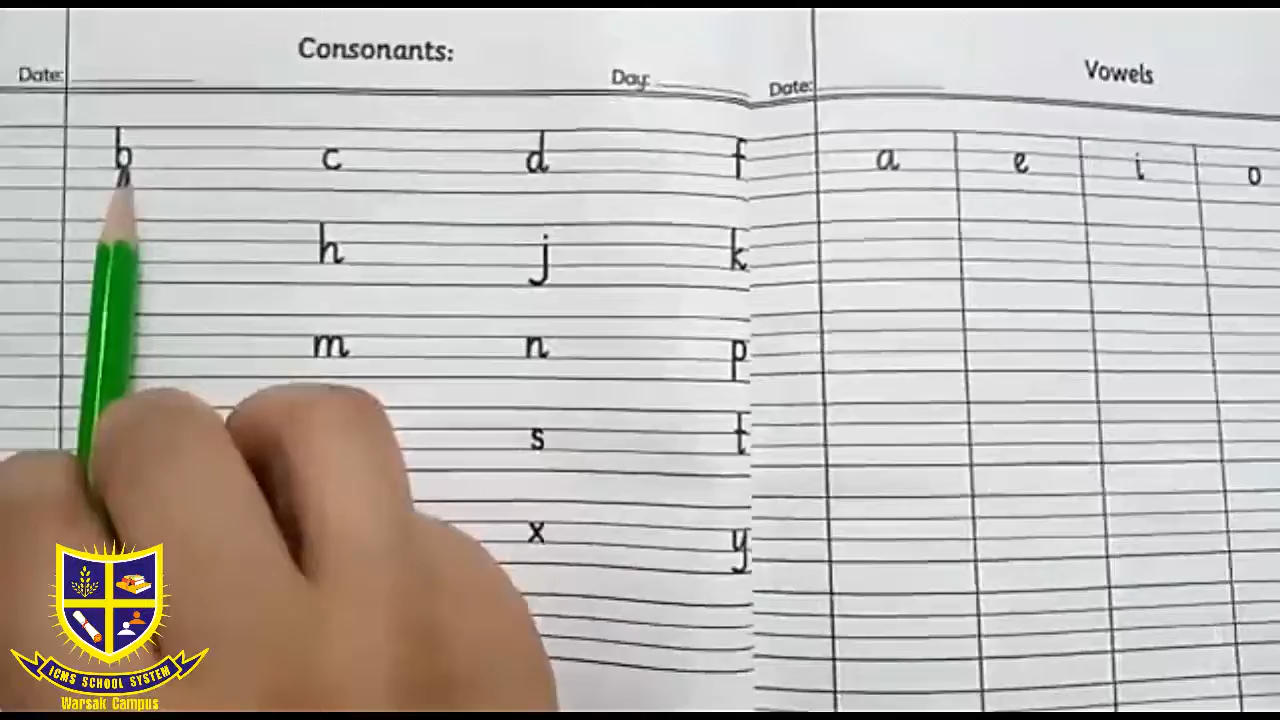 Consonants:
Date: Day:
b c d f
h j k
m n p
s t
x y
Date: Vowels
a e i o
ICMS SCHOOL SYSTEM
Warsak Campus